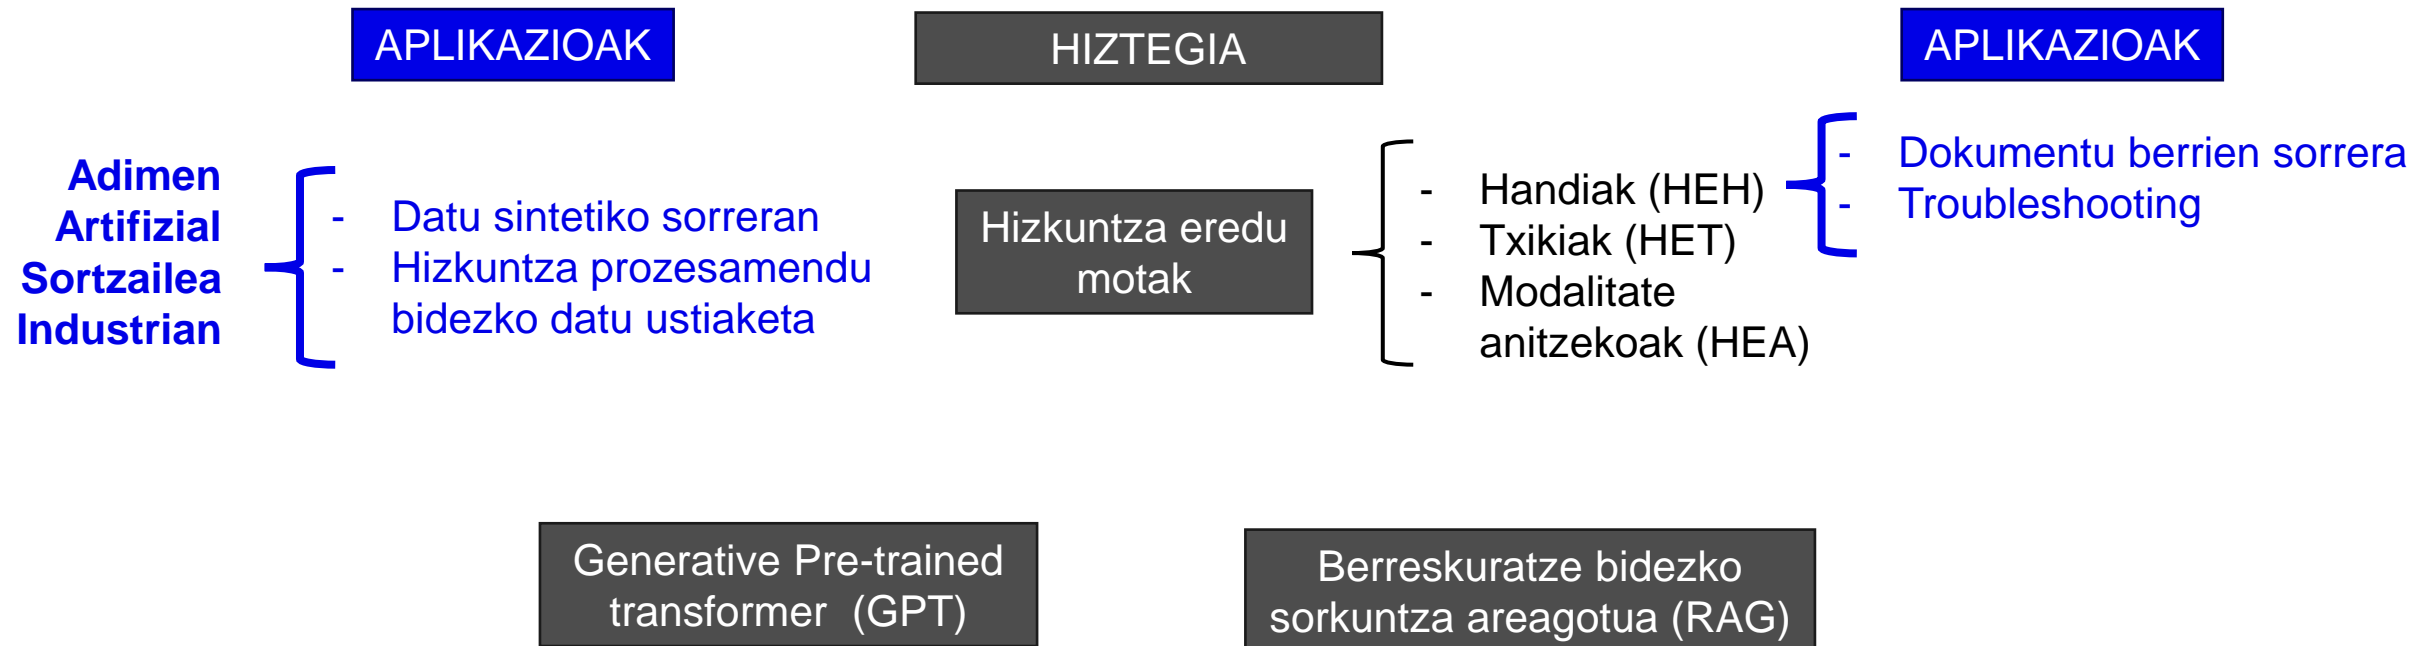 APLIKAZIOAK
HIZTEGIA
APLIKAZIOAK
Adimen
Artifizial
Sortzailea
Industrian
- Datu sintetiko sorreran
- Hizkuntza prozesamendu
bidezko datu ustiaketa
Hizkuntza eredu
motak
- Handiak (HEH)
- Txikiak (HET)
- Modalitate
anitzekoak (HEA)
- Dokumentu berrien sorrera
- Troubleshooting
Generative Pre-trained
transformer (GPT)
Berreskuratze bidezko
sorkuntza areagotua (RAG)